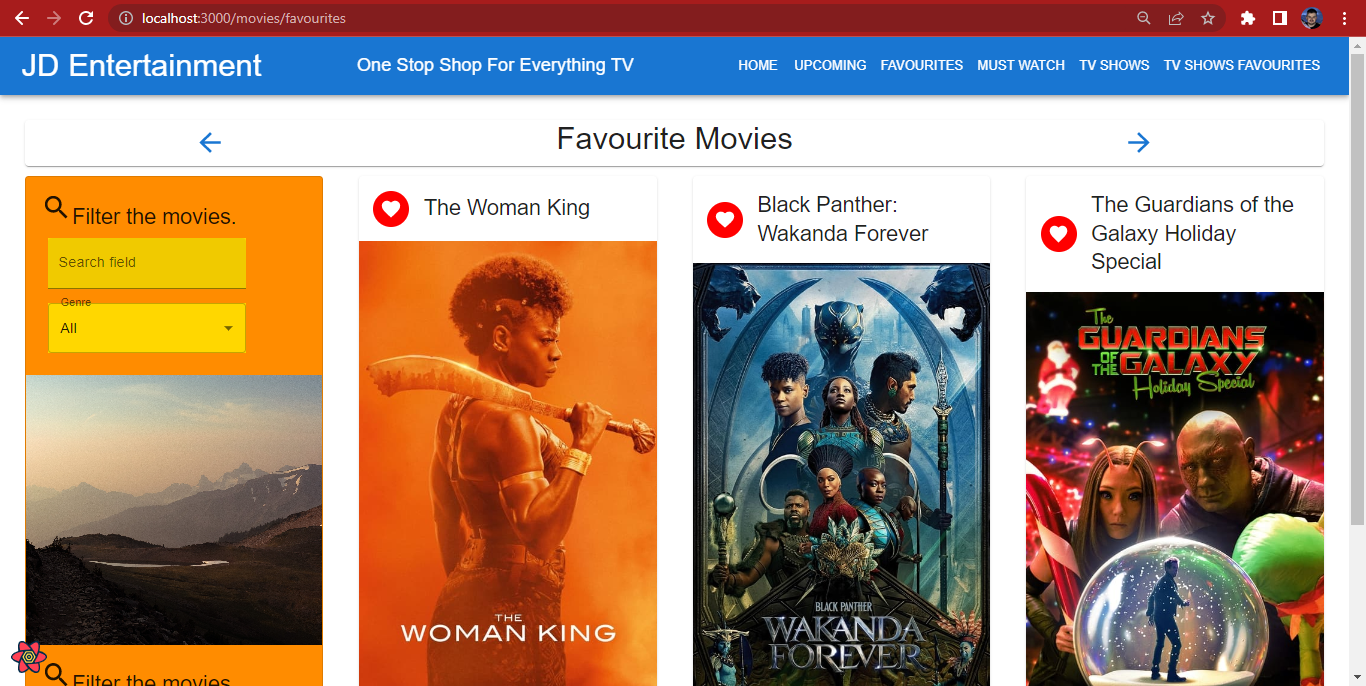 localhost:3000/movies/favourites
JD Entertainment
One Stop Shop For Everything TV
HOME UPCOMING FAVOURITES MUST WATCH TV SHOWS TV SHOWS FAVOURITES
Favourite Movies
Filter the movies.
Search field
Genre
All
The Woman King
THE
WOMAN KING
Black Panther:
Wakanda Forever
BLACK PANTHER
WAKANDA
FOREVER
The Guardians of the
Galaxy Holiday
Special
The
GUARDIANS
OF THE GALAXY
Holiday Special
Filter the movies.